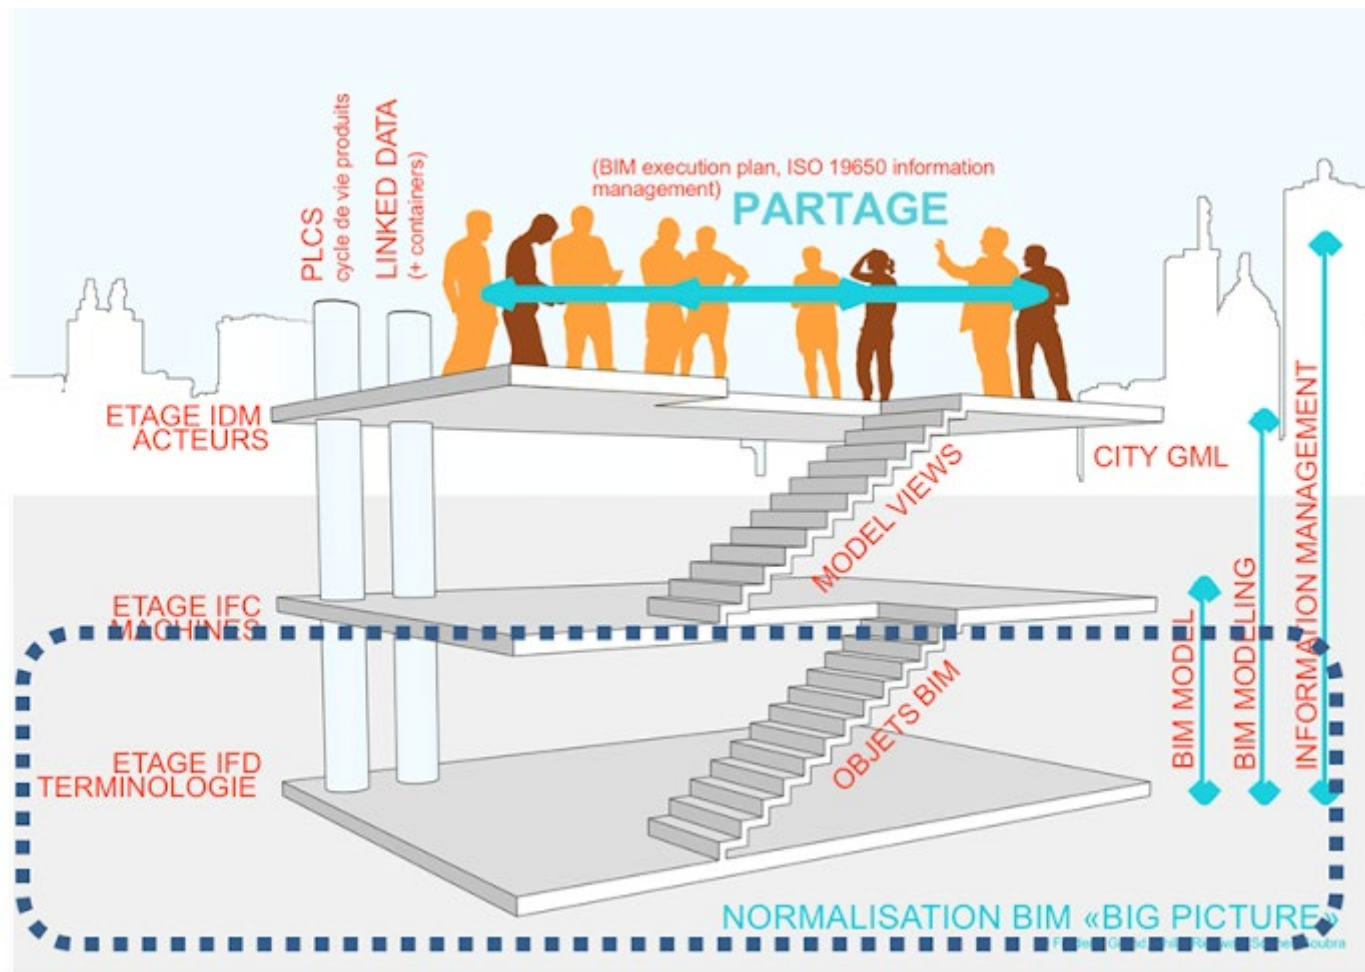 PLCS
cycle de vie produits
LINKED DATA
(+ containers)
(BIM execution plan, ISO 19650 information
management)
PARTAGE
ETAGE IDM
ACTEURS
CITY GML
MODEL VIEWS
ETAGE IFC
MACHINES
OBJETS BIM
ETAGE IFD
TERMINOLOGIE
BIM MODEL
BIM MODELING
INFORMATION MANAGEMENT
NORMALISATION BIM «BIG PICTURE»